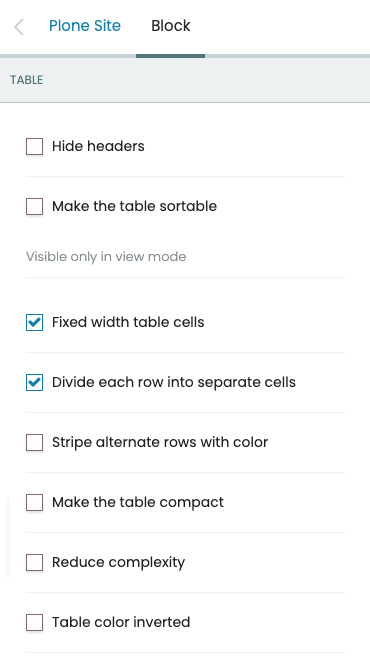 Plone Site Block
TABLE
Hide headers
Make the table sortable
Visible only in view mode
Fixed width table cells
Divide each row into separate cells
Stripe alternate rows with color
Make the table compact
Reduce complexity
Table color inverted